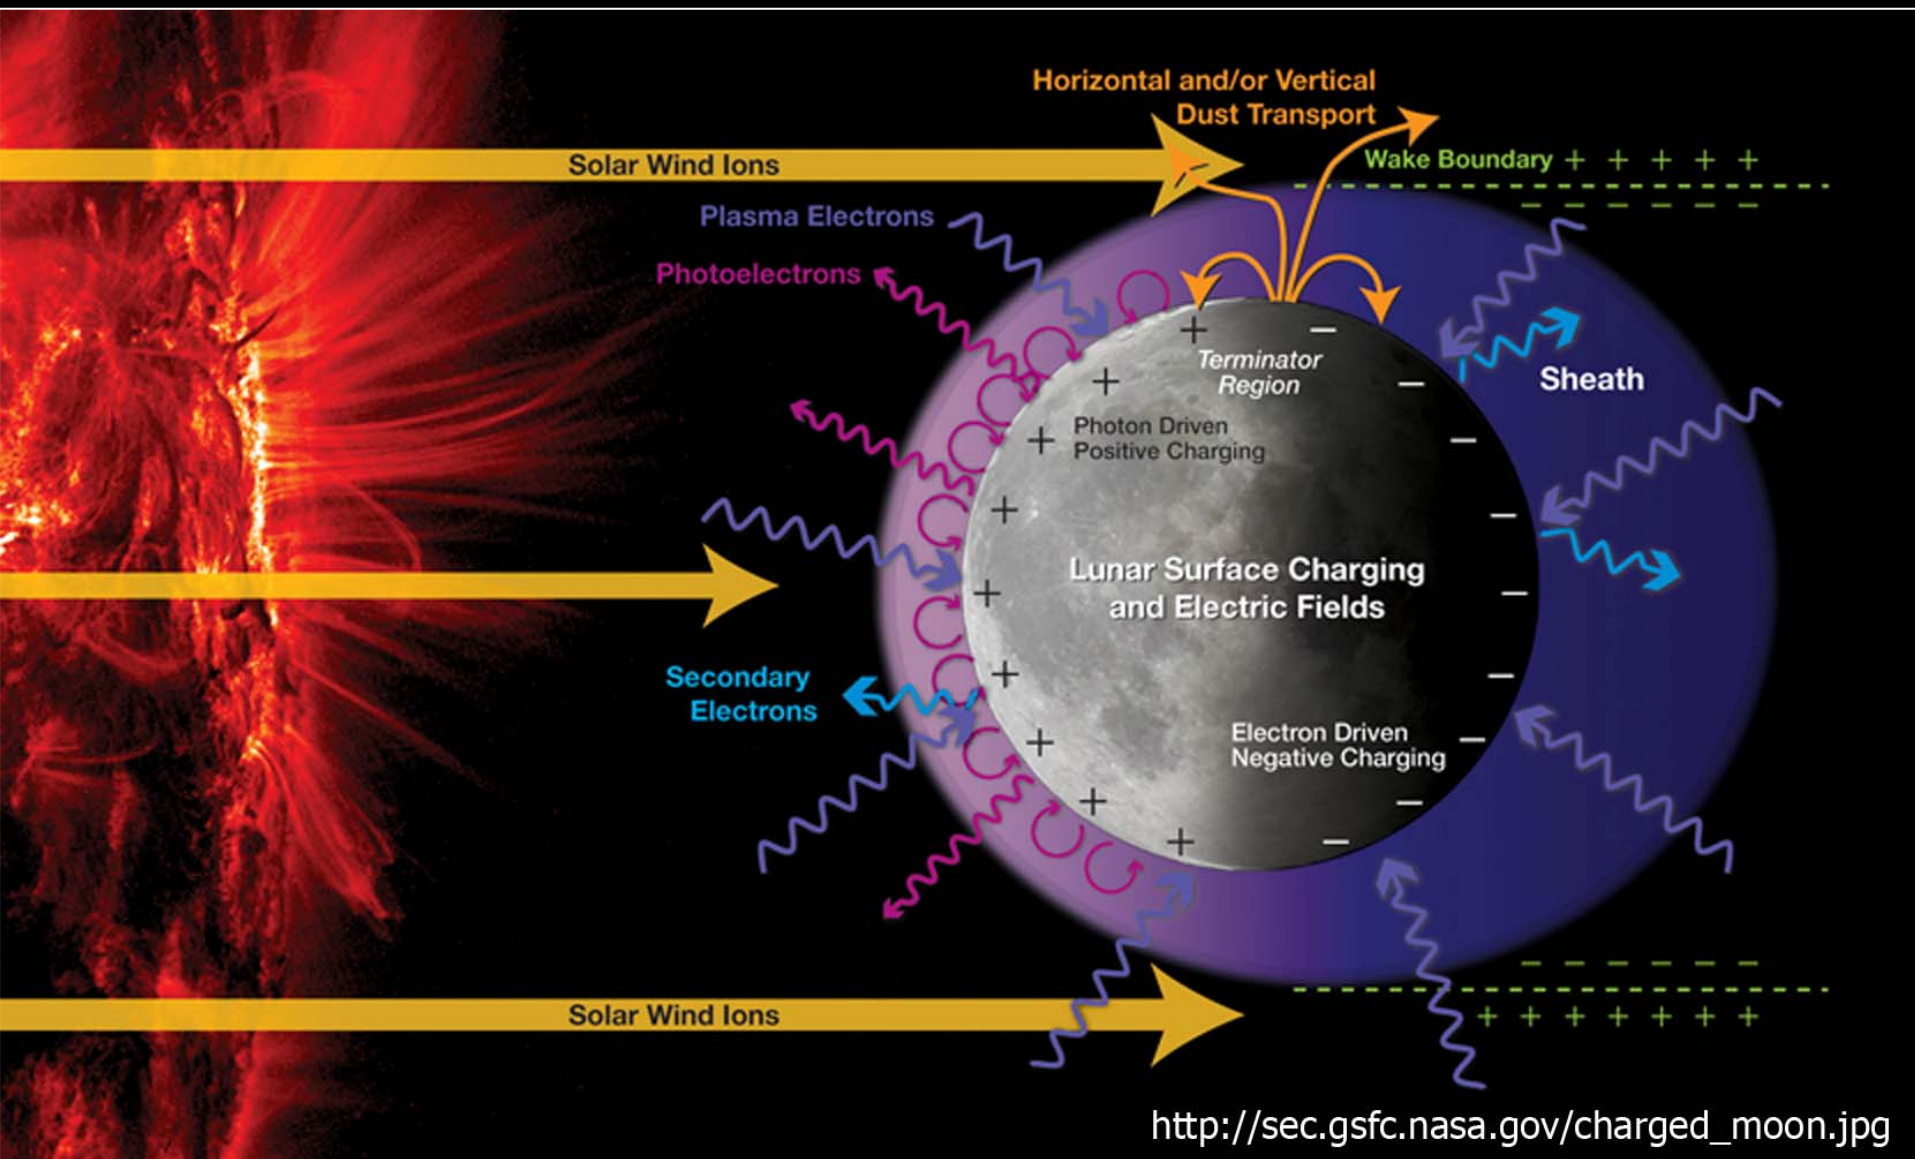 Horizontal and/or Vertical
Dust Transport
Solar Wind Ions
Wake Boundary + + + + +
− − − − − −
Plasma Electrons
Photoelectrons
+ −
Terminator
Region
Sheath
+ −
Photon Driven
Positive Charging
+ −
+ −
Lunar Surface Charging
and Electric Fields
+ −
Secondary
Electrons
+ −
Electron Driven
Negative Charging
+ −
+ −
+ −
− − − − − −
Solar Wind Ions
+ + + + + + +
http://sec.gsfc.nasa.gov/charged_moon.jpg